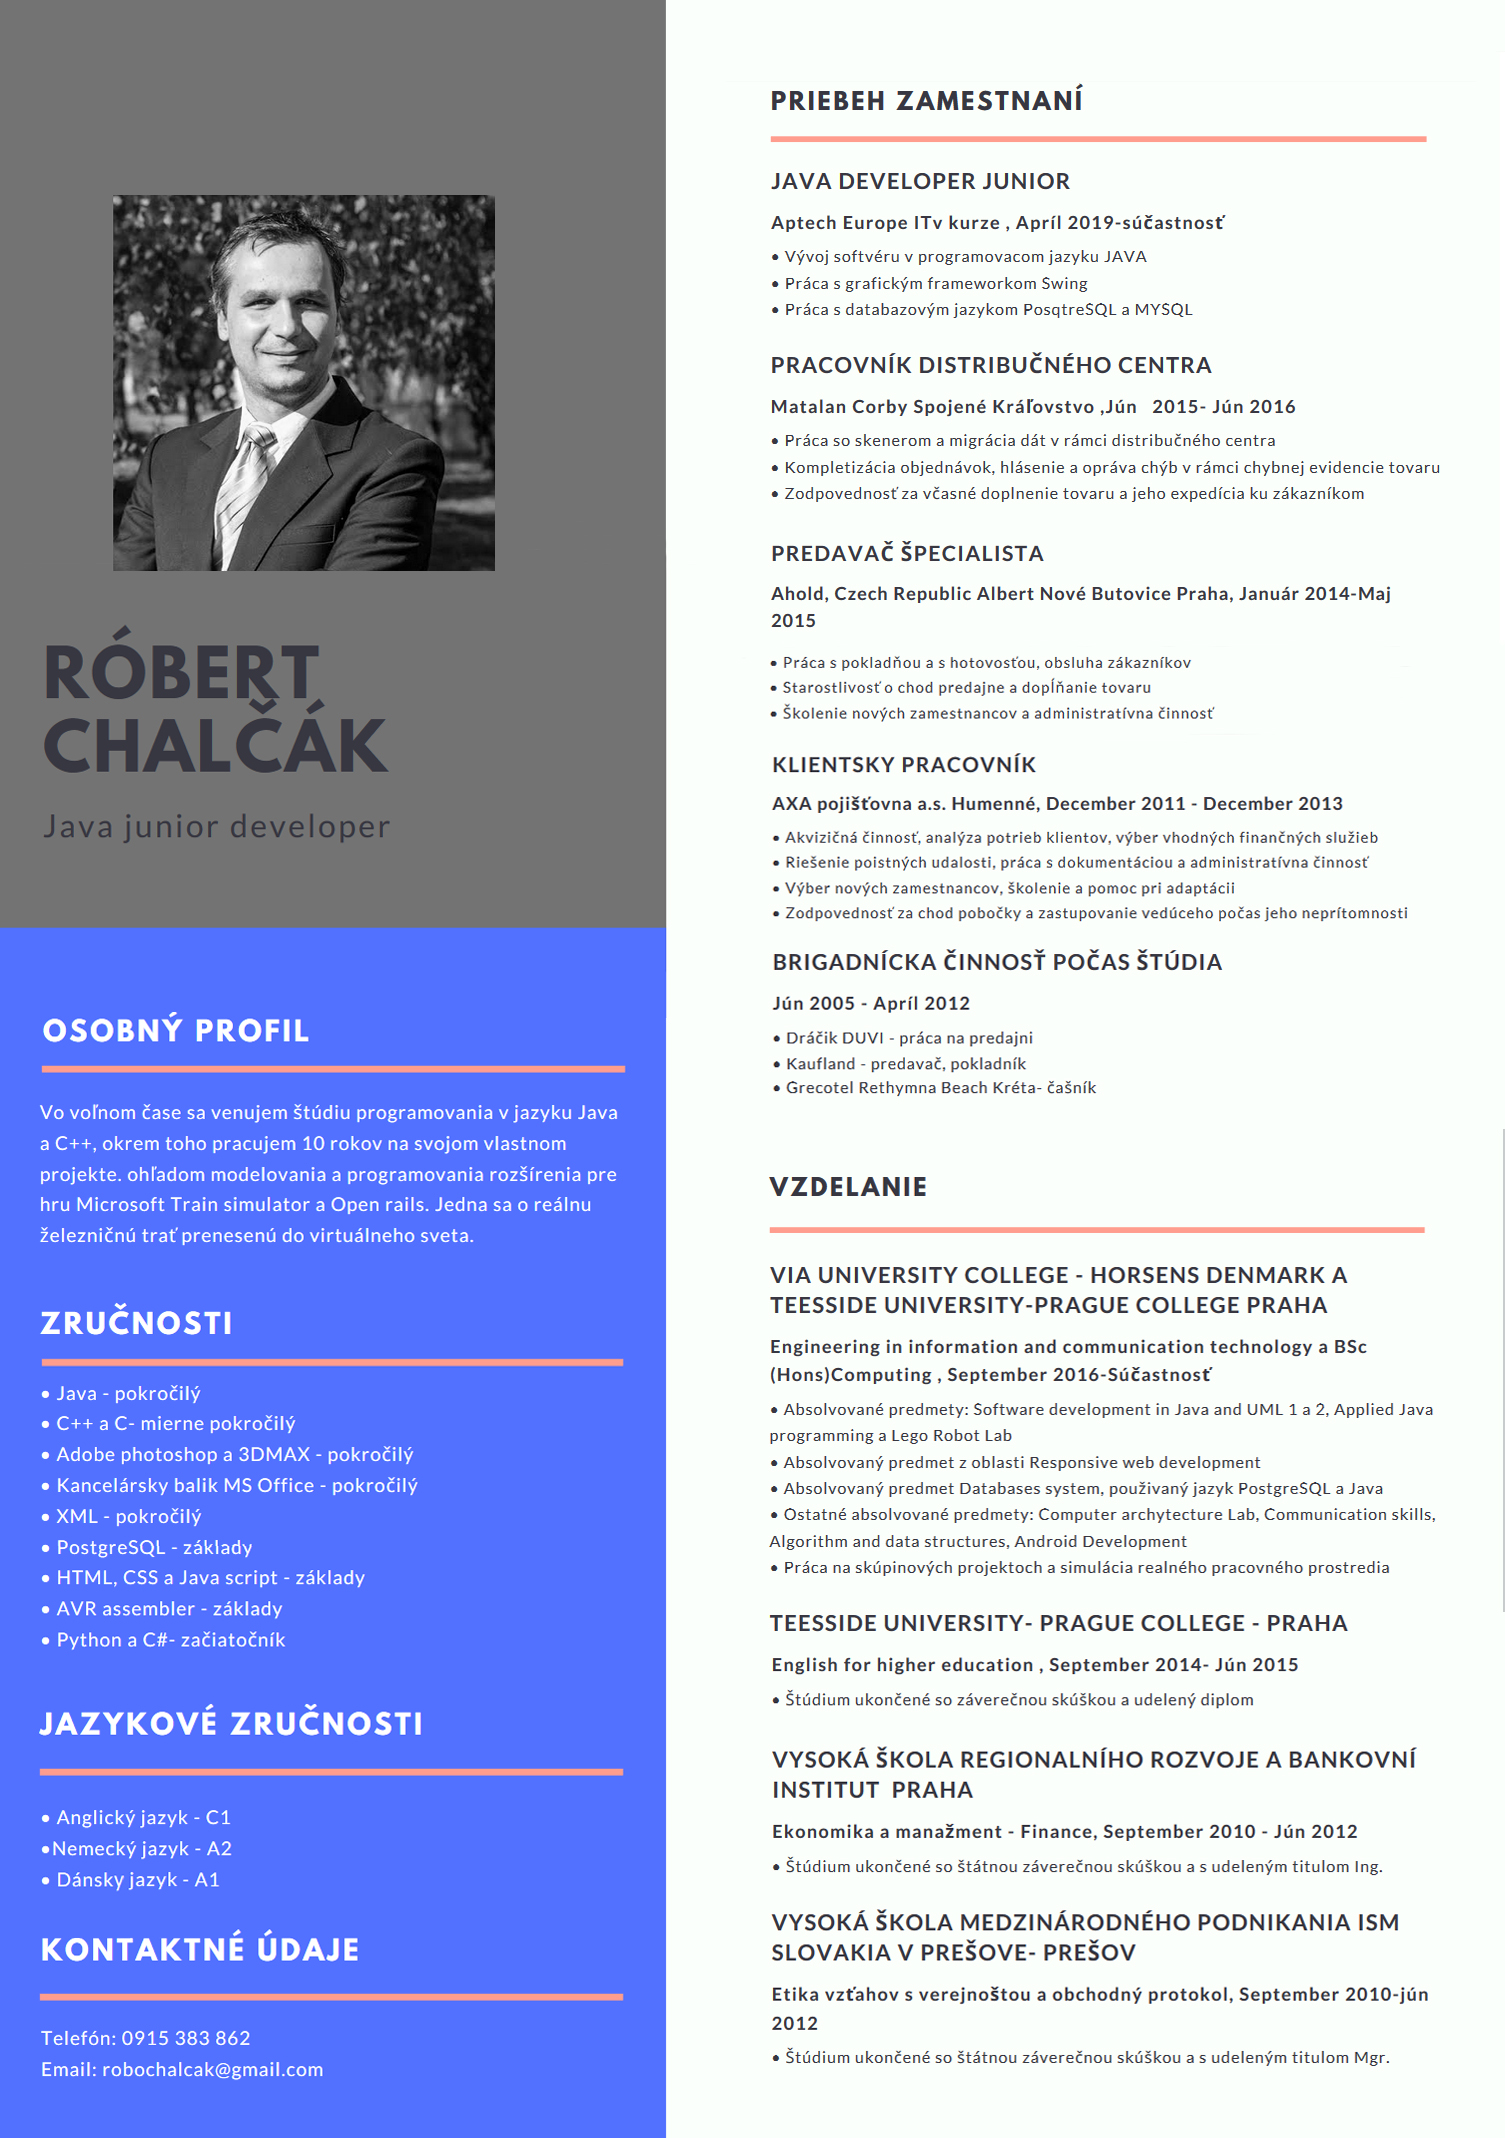 RÓBERT
CHALČÁK
Java junior developer
OSOBNÝ PROFIL
Vo voľnom čase sa venujem štúdiu programovania v jazyku Java
a C++, okrem toho pracujem 10 rokov na svojom vlastnom
projekte. ohľadom modelovania a programovania rozšírenia pre
hru Microsoft Train simulator a Open rails. Jedna sa o reálnu
železničnú trať prenesenú do virtuálneho sveta.
ZRUČNOSTI
• Java - pokročilý
• C++ a C- mierne pokročilý
• Adobe photoshop a 3DMAX - pokročilý
• Kancelársky balik MS Office - pokročilý
• XML - pokročilý
• PostgreSQL - základy
• HTML, CSS a Java script - základy
• AVR assembler - základy
• Python a C#- začiatočník
JAZYKOVÉ ZRUČNOSTI
• Anglický jazyk - C1
•Nemecký jazyk - A2
• Dánsky jazyk - A1
KONTAKTNÉ ÚDAJE
Telefón: 0915 383 862
Email: robochalcak@gmail.com
PRIEBEH ZAMESTNANÍ
JAVA DEVELOPER JUNIOR
Aptech Europe ITv kurze , Apríl 2019-súčastnosť
• Vývoj softvéru v programovacom jazyku JAVA
• Práca s grafickým frameworkom Swing
• Práca s databazovým jazykom PosqtreSQL a MYSQL
PRACOVNÍK DISTRIBUČNÉHO CENTRA
Matalan Corby Spojené Kráľovstvo ,Jún 2015- Jún 2016
• Práca so skenerom a migrácia dát v rámci distribučného centra
• Kompletizácia objednávok, hlásenie a opráva chýb v rámci chybnej evidencie tovaru
• Zodpovednosť za včasné doplnenie tovaru a jeho expedícia ku zákazníkom
PREDAVAČ ŠPECIALISTA
Ahold, Czech Republic Albert Nové Butovice Praha, Január 2014-Maj
2015
• Práca s pokladňou a s hotovosťou, obsluha zákazníkov
• Starostlivosť o chod predajne a dopĺňanie tovaru
• Školenie nových zamestnancov a administratívna činnosť
KLIENTSKY PRACOVNÍK
AXA pojišťovna a.s. Humenné, December 2011 - December 2013
• Akvizičná činnosť, analýza potrieb klientov, výber vhodných finančných služieb
• Riešenie poistných udalosti, práca s dokumentáciou a administratívna činnosť
• Výber nových zamestnancov, školenie a pomoc pri adaptácii
• Zodpovednosť za chod pobočky a zastupovanie vedúceho počas jeho neprítomnosti
BRIGADNÍCKA ČINNOSŤ POČAS ŠTÚDIA
Jún 2005 - Apríl 2012
• Dráčik DUVI - práca na predajni
• Kaufland - predavač, pokladník
• Grecotel Rethymna Beach Kréta- čašník
VZDELANIE
VIA UNIVERSITY COLLEGE - HORSENS DENMARK A
TEESSIDE UNIVERSITY-PRAGUE COLLEGE PRAHA
Engineering in information and communication technology a BSc
(Hons)Computing , September 2016-Súčastnosť
• Absolvované predmety: Software development in Java and UML 1 a 2, Applied Java
programming a Lego Robot Lab
• Absolvovaný predmet z oblasti Responsive web development
• Absolvovaný predmet Databases system, použivaný jazyk PostgreSQL a Java
• Ostatné absolvované predmety: Computer archytecture Lab, Communication skills,
Algorithm and data structures, Android Development
• Práca na skúpinových projektoch a simulácia realného pracovného prostredia
TEESSIDE UNIVERSITY- PRAGUE COLLEGE - PRAHA
English for higher education , September 2014- Jún 2015
• Štúdium ukončené so záverečnou skúškou a udelený diplom
VYSOKÁ ŠKOLA REGIONALNÍHO ROZVOJE A BANKOVNÍ
INSTITUT PRAHA
Ekonomika a manažment - Finance, September 2010 - Jún 2012
• Štúdium ukončené so štátnou záverečnou skúškou a s udeleným titulom Ing.
VYSOKÁ ŠKOLA MEDZINÁRODNÉHO PODNIKANIA ISM
SLOVAKIA V PREŠOVE- PREŠOV
Etika vzťahov s verejnoštou a obchodný protokol, September 2010-jún
2012
• Štúdium ukončené so štátnou záverečnou skúškou a s udeleným titulom Mgr.